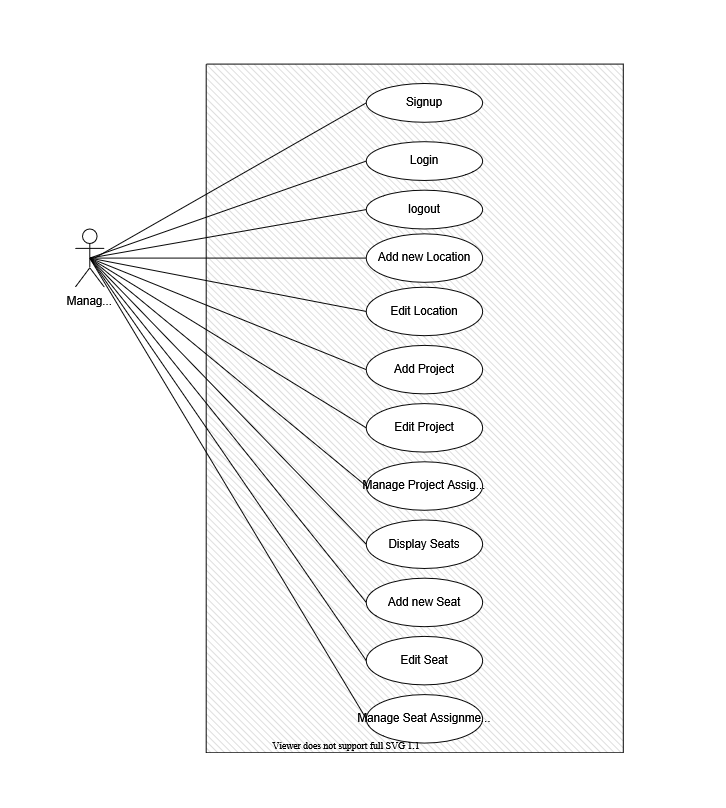 Signup
Login
logout
Add new Location
Manag...
Edit Location
Add Project
Edit Project
Manage Project Assig...
Display Seats
Add new Seat
Edit Seat
Manage Seat Assignme...
Viewer does not support full SVG 1.1